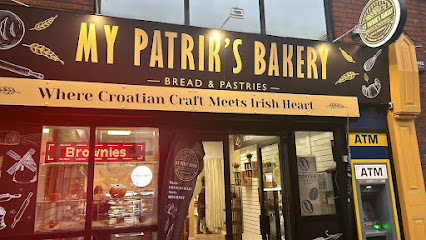 MY PATRIK'S BAKERY
BREAD & PASTRIES
Where Croatian Craft Meets Irish Heart
Brownies
ATM
ATM